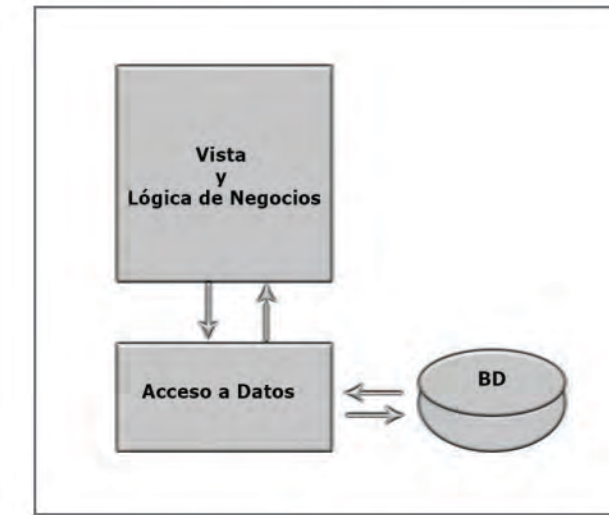 Vista
y
Lógica de Negocios
Acceso a Datos
BD